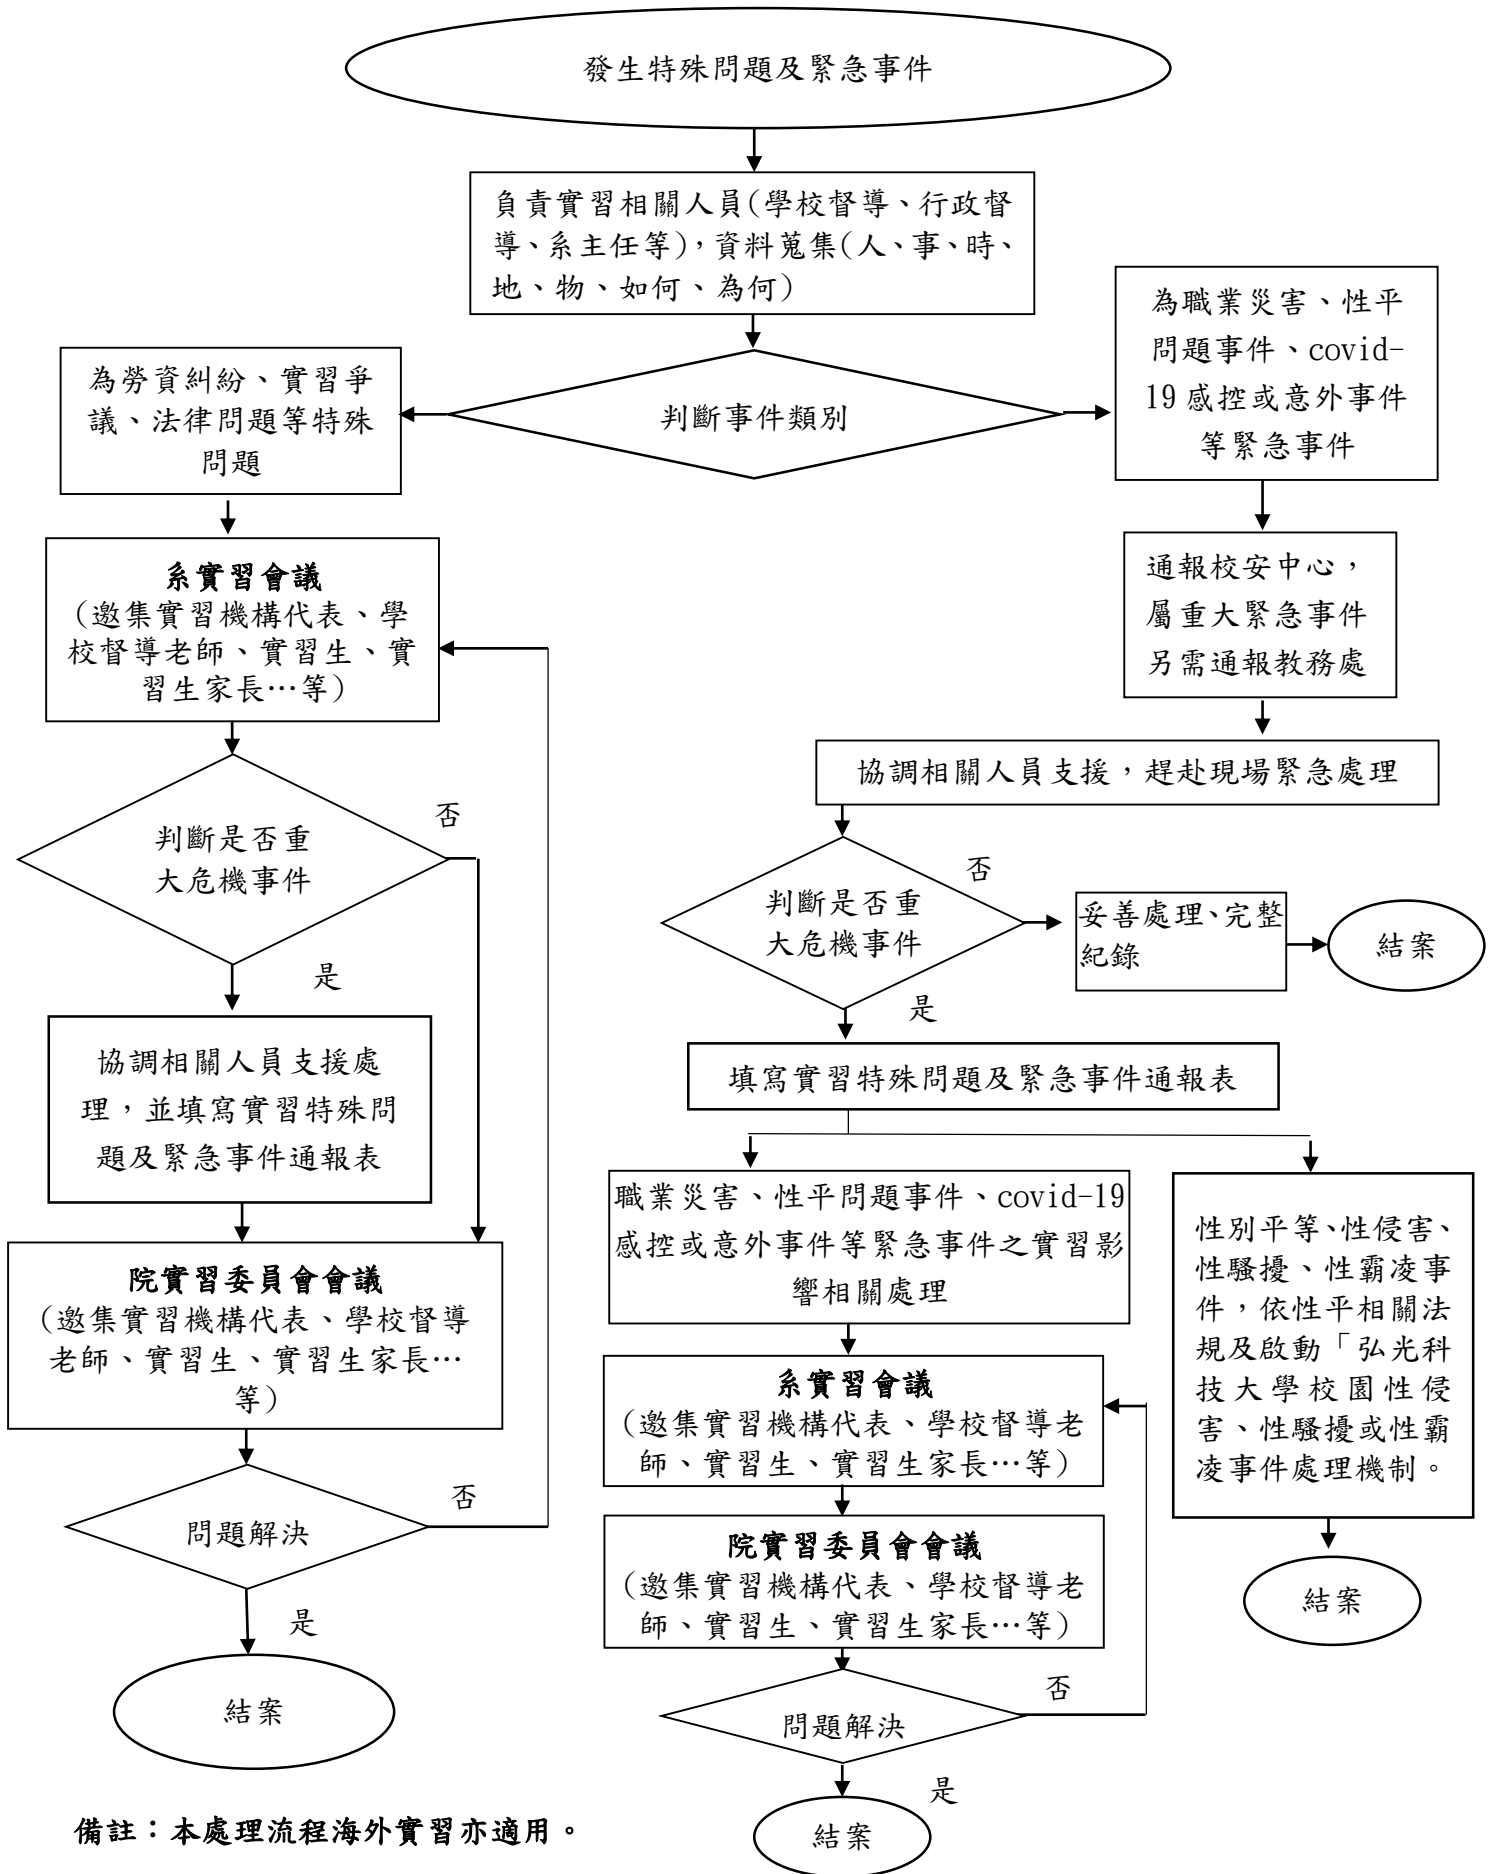 發生特殊問題及緊急事件
負責實習相關人員(學校督導、行政督
導、系主任等)，資料蒐集(人、事、時、
地、物、如何、為何)
判斷事件類別
為勞資糾紛、實習爭
議、法律問題等特殊
問題
系實習會議
(邀集實習機構代表、學
校督導老師、實習生、實
習生家長…等)
判斷是否重
大危機事件
否
是
協調相關人員支援處
理，並填寫實習特殊問
題及緊急事件通報表
院實習委員會會議
(邀集實習機構代表、學校督導
老師、實習生、實習生家長…
等)
問題解決
否
是
結案
為職業災害、性平
問題事件、covid-
19 感控或意外事件
等緊急事件
通報校安中心，
屬重大緊急事件
另需通報教務處
協調相關人員支援，趕赴現場緊急處理
判斷是否重
大危機事件
否
妥善處理、完整
紀錄
結案
是
填寫實習特殊問題及緊急事件通報表
職業災害、性平問題事件、covid-19
感控或意外事件等緊急事件之實習影
響相關處理
系實習會議
(邀集實習機構代表、學校督導老
師、實習生、實習生家長…等)
院實習委員會會議
(邀集實習機構代表、學校督導老
師、實習生、實習生家長…等)
問題解決
否
是
結案
性別平等、性侵害、
性騷擾、性霸凌事
件，依性平相關法
規及啟動「弘光科
技大學校園性侵
害、性騷擾或性霸
凌事件處理機制。
結案
備註：本處理流程海外實習亦適用。